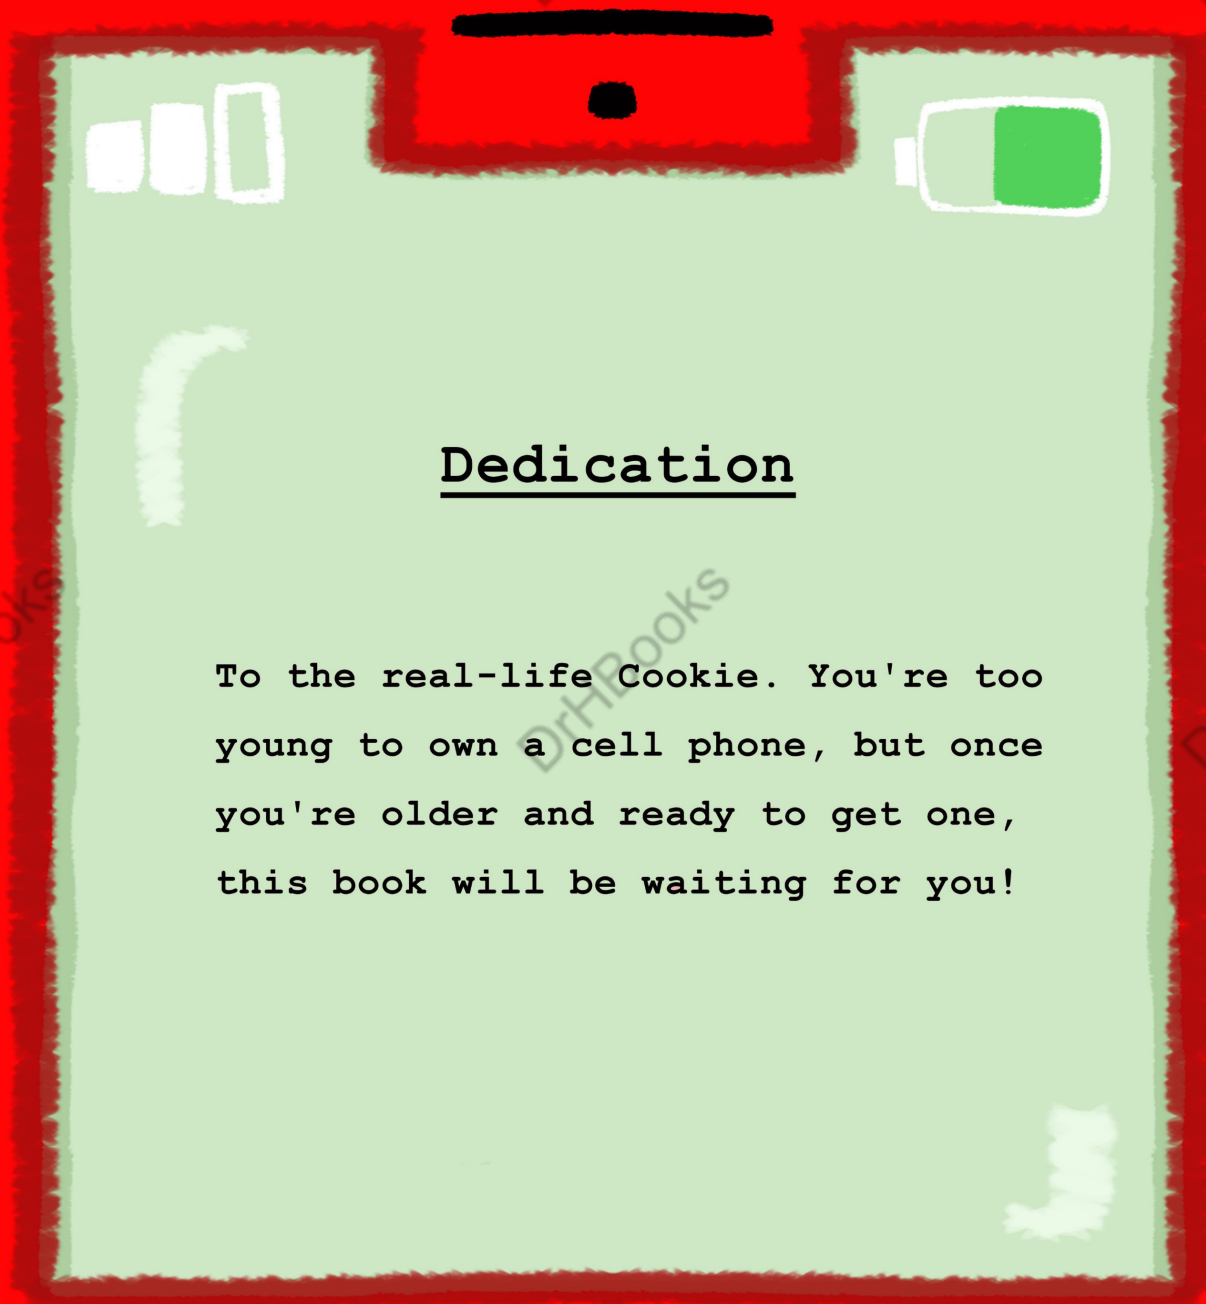 Dedication
To the real-life Cookie. You're too
young to own a cell phone, but once
you're older and ready to get one,
this book will be waiting for you!
DrHBooks